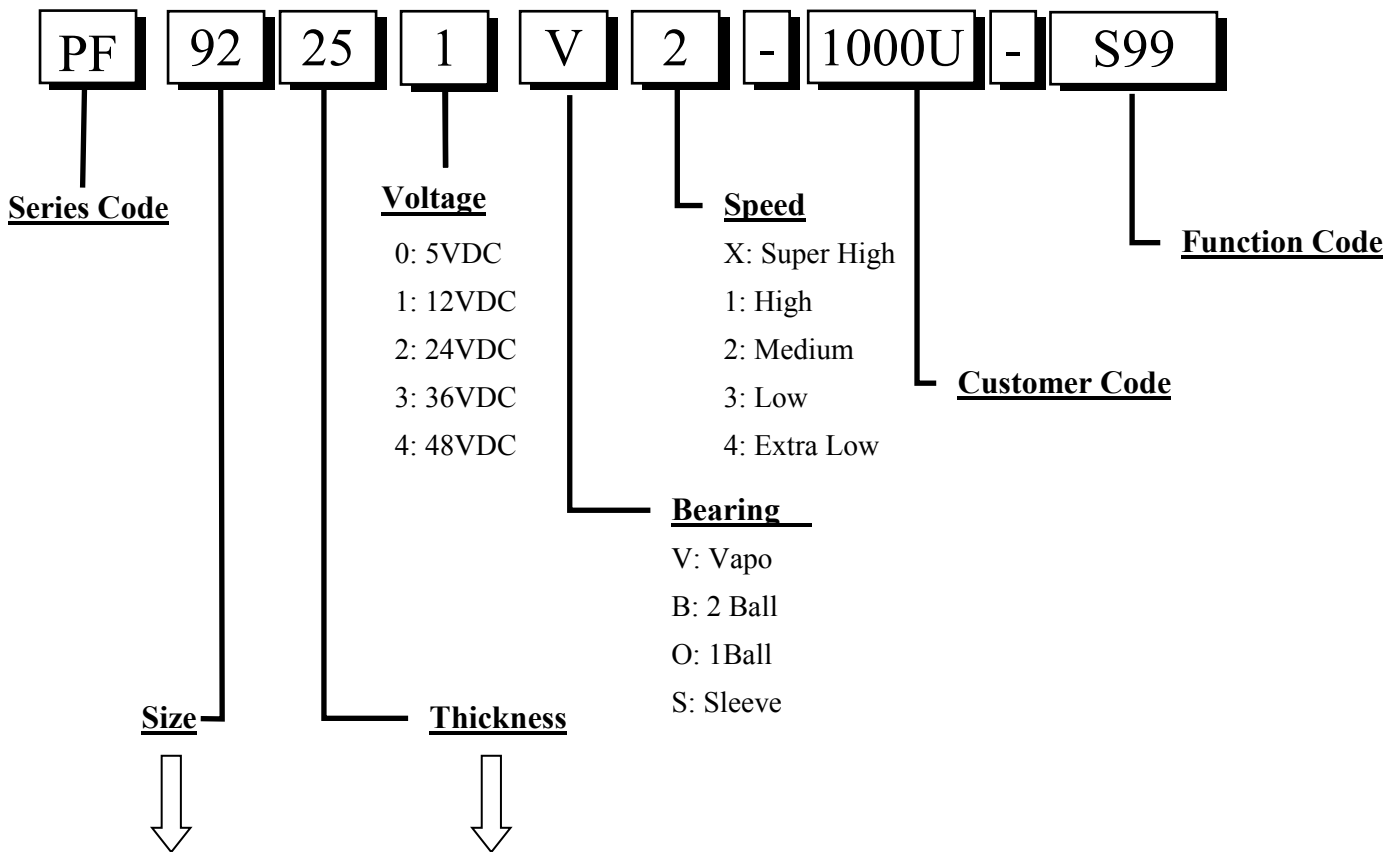 PF 92 25 1 V 2 - 1000U - S99
Series Code
Voltage
0: 5VDC
1: 12VDC
2: 24VDC
3: 36VDC
4: 48VDC
Speed
X: Super High
1: High
2: Medium
3: Low
4: Extra Low
Function Code
Customer Code
Bearing
V: Vapo
B: 2 Ball
O: 1Ball
S: Sleeve
Size
Thickness